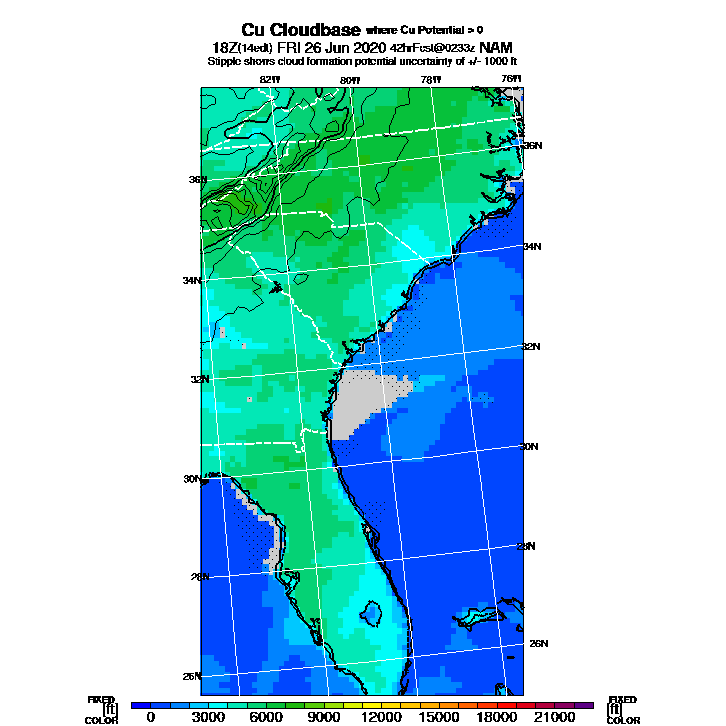 Cu Cloudbase where Cu Potential > 0
18Z(14edt) FRI 26 Jun 2020 42hrFcst@0233z NAM
Stipple shows cloud formation potential uncertainty of +/- 1000 ft
82W 80W 78W 76W
36N 36N
34N 34N
32N 32N
30N 30N
28N 28N
26N 26N
FIXED FIXED
[ft] 0 3000 6000 9000 12000 15000 18000 21000 [ft]
COLOR COLOR